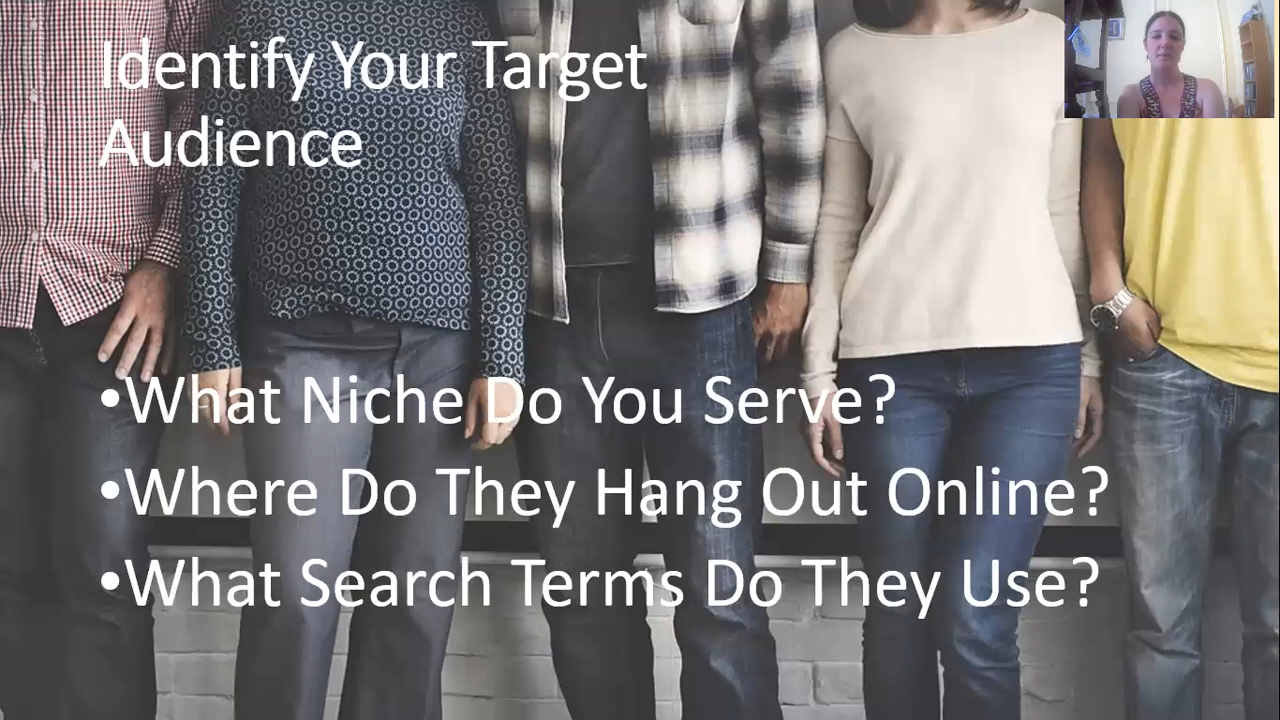 Identify Your Target
Audience
•What Niche Do You Serve?
•Where Do They Hang Out Online?
•What Search Terms Do They Use?